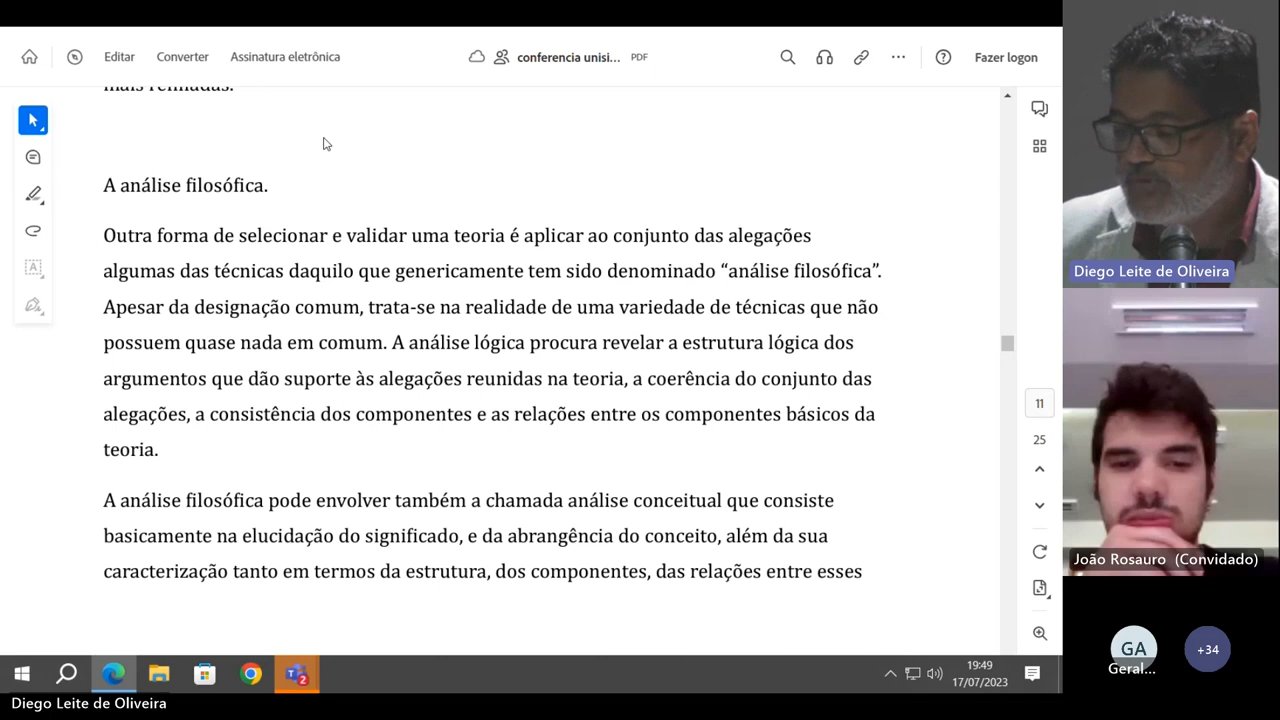 Editar
Converter
Assinatura eletrônica
conferencia unisi...
PDF
Fazer logon
mais refinadas.
A análise filosófica.
Outra forma de selecionar e validar uma teoria é aplicar ao conjunto das alegações
algumas das técnicas daquilo que genericamente tem sido denominado “análise filosófica”.
Apesar da designação comum, trata-se na realidade de uma variedade de técnicas que não
possuem quase nada em comum. A análise lógica procura revelar a estrutura lógica dos
argumentos que dão suporte às alegações reunidas na teoria, a coerência do conjunto das
alegações, a consistência dos componentes e as relações entre os componentes básicos da
teoria.
A análise filosófica pode envolver também a chamada análise conceitual que consiste
basicamente na elucidação do significado, e da abrangência do conceito, além da sua
caracterização tanto em termos da estrutura, dos componentes, das relações entre esses
11
25
Diego Leite de Oliveira
João Rosauro (Convidado)
GA
Geral...
+34
2
19:49
17/07/2023
Diego Leite de Oliveira